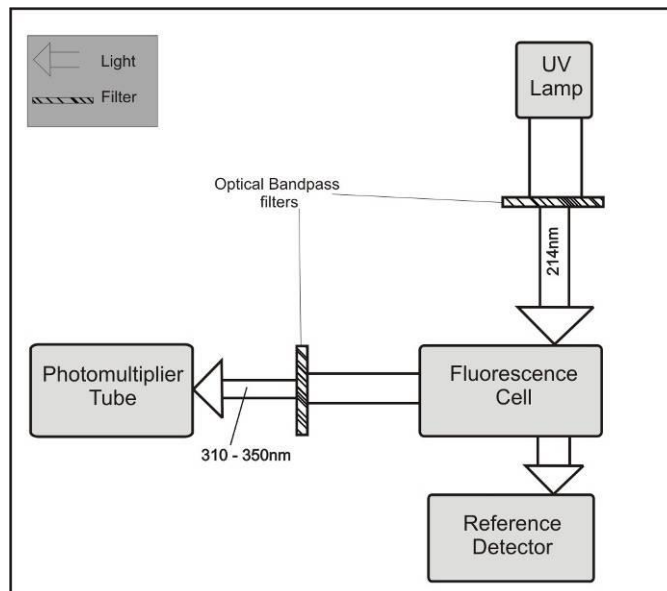 Light
Filter
UV
Lamp
Optical Bandpass
filters
214nm
Photomultiplier
Tube
310 - 350nm
Fluorescence
Cell
Reference
Detector